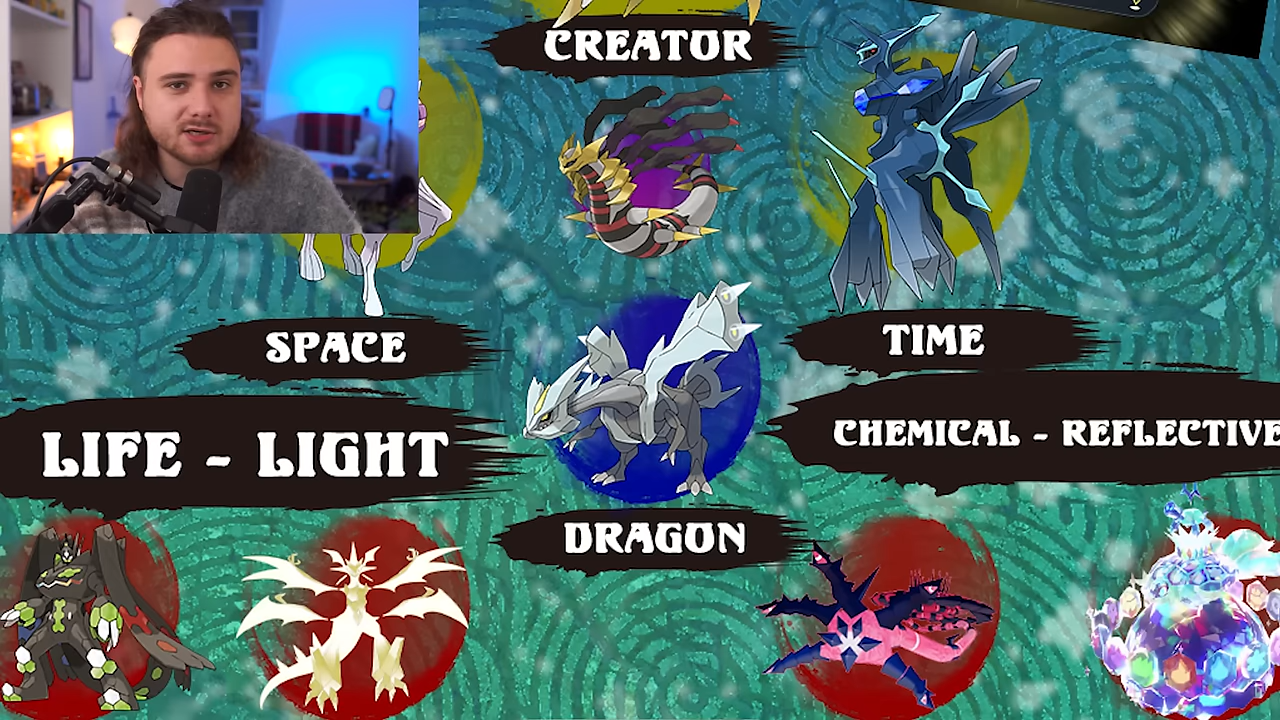 CREATOR
SPACE
TIME
LIFE - LIGHT
CHEMICAL - REFLECTIVE
DRAGON